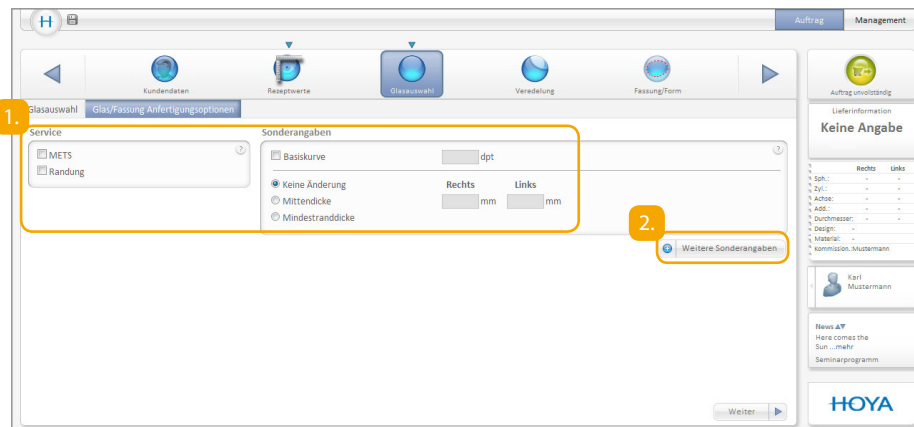 H
Auftrag Management
Kundendaten Rezeptwerte Glasauswahl Veredelung Fassung/Form
Auftrag unvollständig
1.
Glasauswahl Glas/Fassung Anfertigungsoptionen
Lieferinformation
Keine Angabe
Service
METS
Randung
?
Sonderangaben
Basiskurve dpt
?
Keine Änderung Rechts Links
Mittendicke mm mm
Mindestranddicke
2.
Weitere Sonderangaben
Rechts Links
Sph.: - -
Zyl.: - -
Achse: - -
Add.: - -
Durchmesser: - -
Design: -
Material: -
Kommission.:Mustermann
Karl
Mustermann
News
Here comes the
Sun ...mehr
Seminarprogramm
Weiter
HOYA